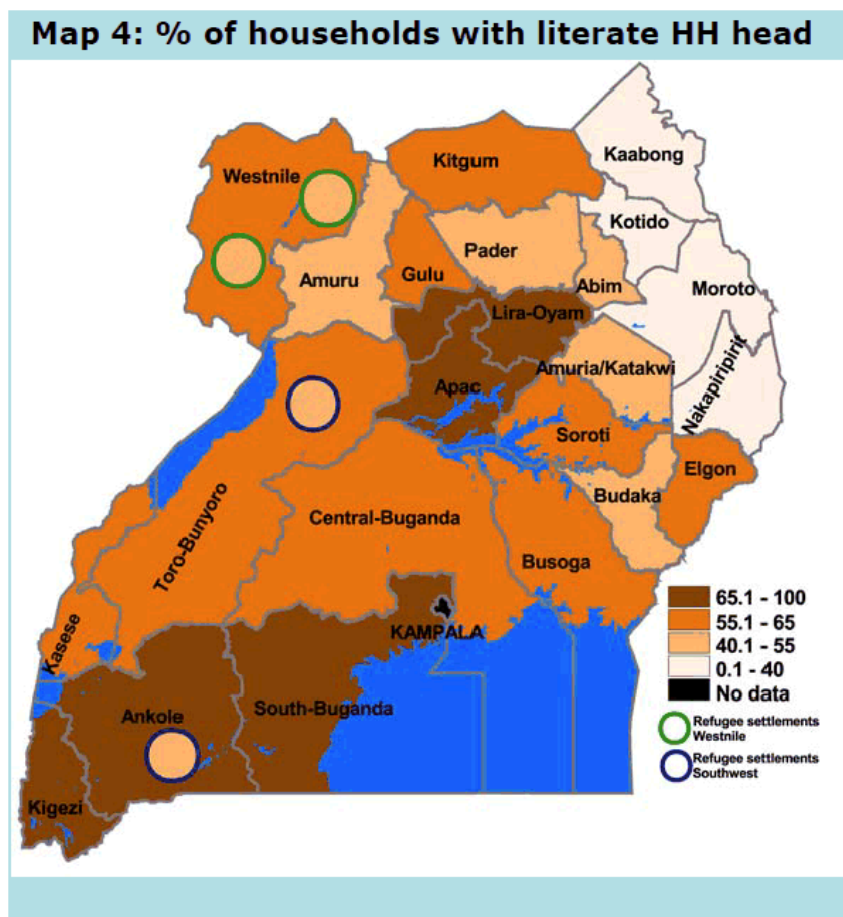 Map 4: % of households with literate HH head
Kaabong
Kitgum
Westnile
Kotido
Pader
Amuru
Gulu
Abim
Moroto
Lira-Oyam
Amuria/Katakwi
Apac
Nakapiripirit
Soroti
Elgon
Budaka
Central-Buganda
Toro-Bunyoro
Busoga
KAMPALA
Kasese
Ankole
South-Buganda
Kigezi
65.1 - 100
55.1 - 65
40.1 - 55
0.1 - 40
No data
Refugee settlements
Westnile
Refugee settlements
Southwest